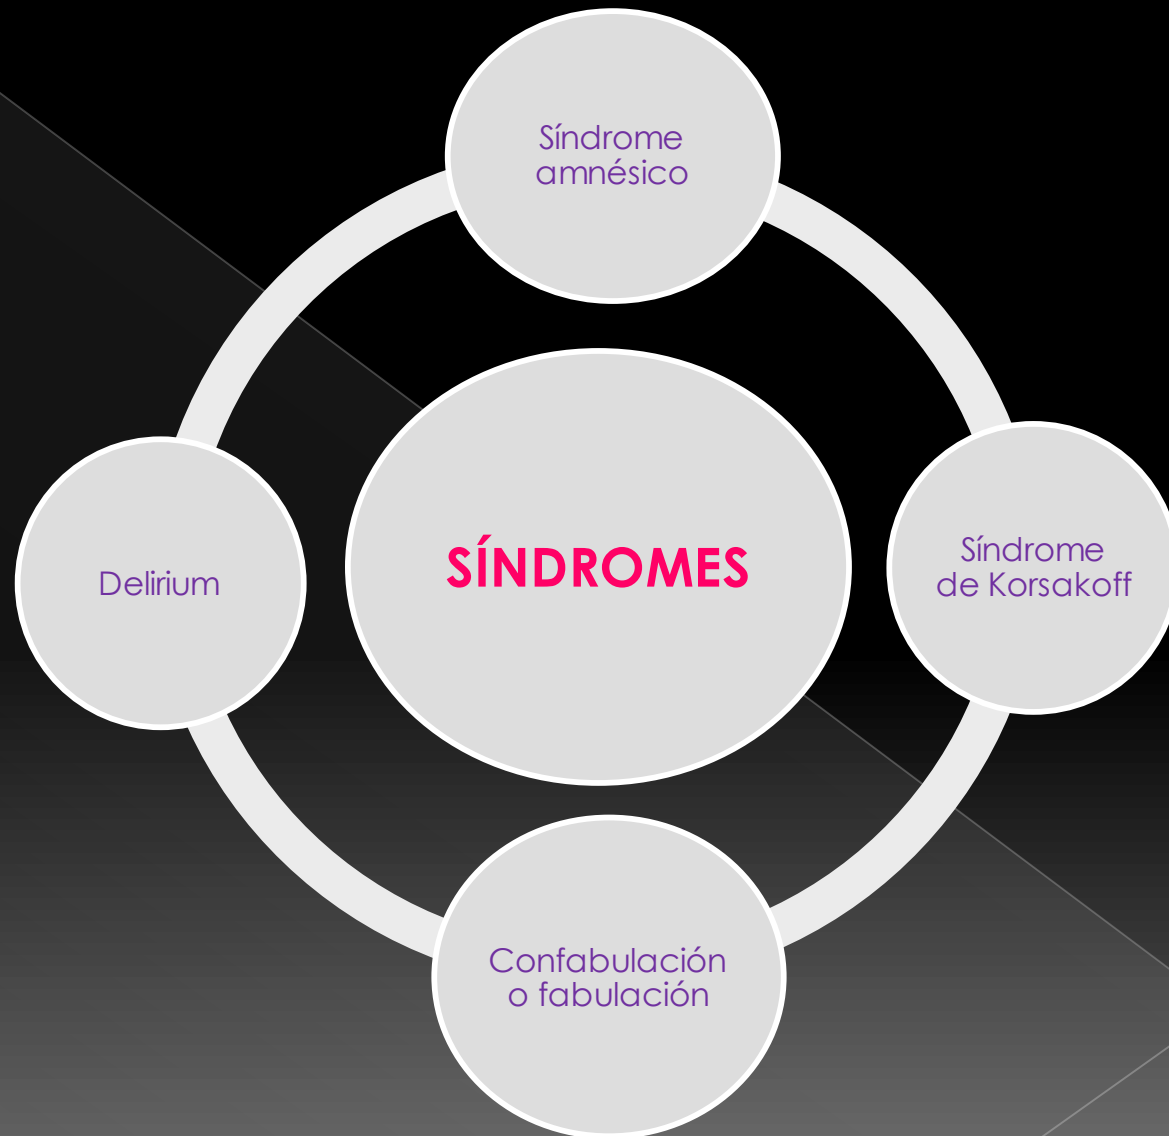 Síndrome
amnésico
SÍNDROMES
Síndrome
de Korsakoff
Delirium
Confabulación
o fabulación